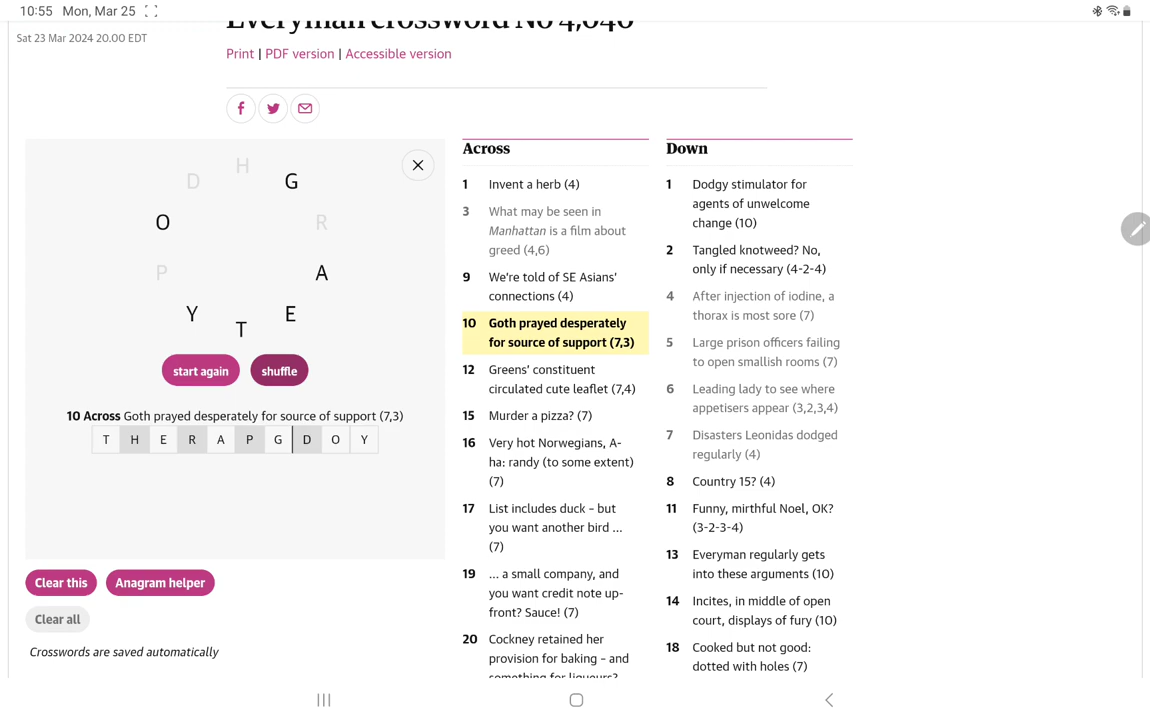 10:55 Mon, Mar 25
Everyman crossword No 4,040
Sat 23 Mar 2024 20.00 EDT
Print | PDF version | Accessible version
H
D
G
O
R
P
A
Y
E
T
start again
shuffle
10 Across Goth prayed desperately for source of support (7,3)
T H E R A P G D O Y
Clear this
Anagram helper
Clear all
Crosswords are saved automatically
Across
1 Invent a herb (4)
3 What may be seen in
Manhattan is a film about
greed (4,6)
9 We're told of SE Asians'
connections (4)
10 Goth prayed desperately
for source of support (7,3)
12 Greens' constituent
circulated cute leaflet (7,4)
15 Murder a pizza? (7)
16 Very hot Norwegians, A-
ha: randy (to some extent)
(7)
17 List includes duck – but
you want another bird ...
(7)
19 ... a small company, and
you want credit note up-
front? Sauce! (7)
20 Cockney retained her
provision for baking – and
something for liqueurs?
Down
1 Dodgy stimulator for
agents of unwelcome
change (10)
2 Tangled knotweed? No,
only if necessary (4-2-4)
4 After injection of iodine, a
thorax is most sore (7)
5 Large prison officers failing
to open smallish rooms (7)
6 Leading lady to see where
appetisers appear (3,2,3,4)
7 Disasters Leonidas dodged
regularly (4)
8 Country 15? (4)
11 Funny, mirthful Noel, OK?
(3-2-3-4)
13 Everyman regularly gets
into these arguments (10)
14 Incites, in middle of open
court, displays of fury (10)
18 Cooked but not good:
dotted with holes (7)